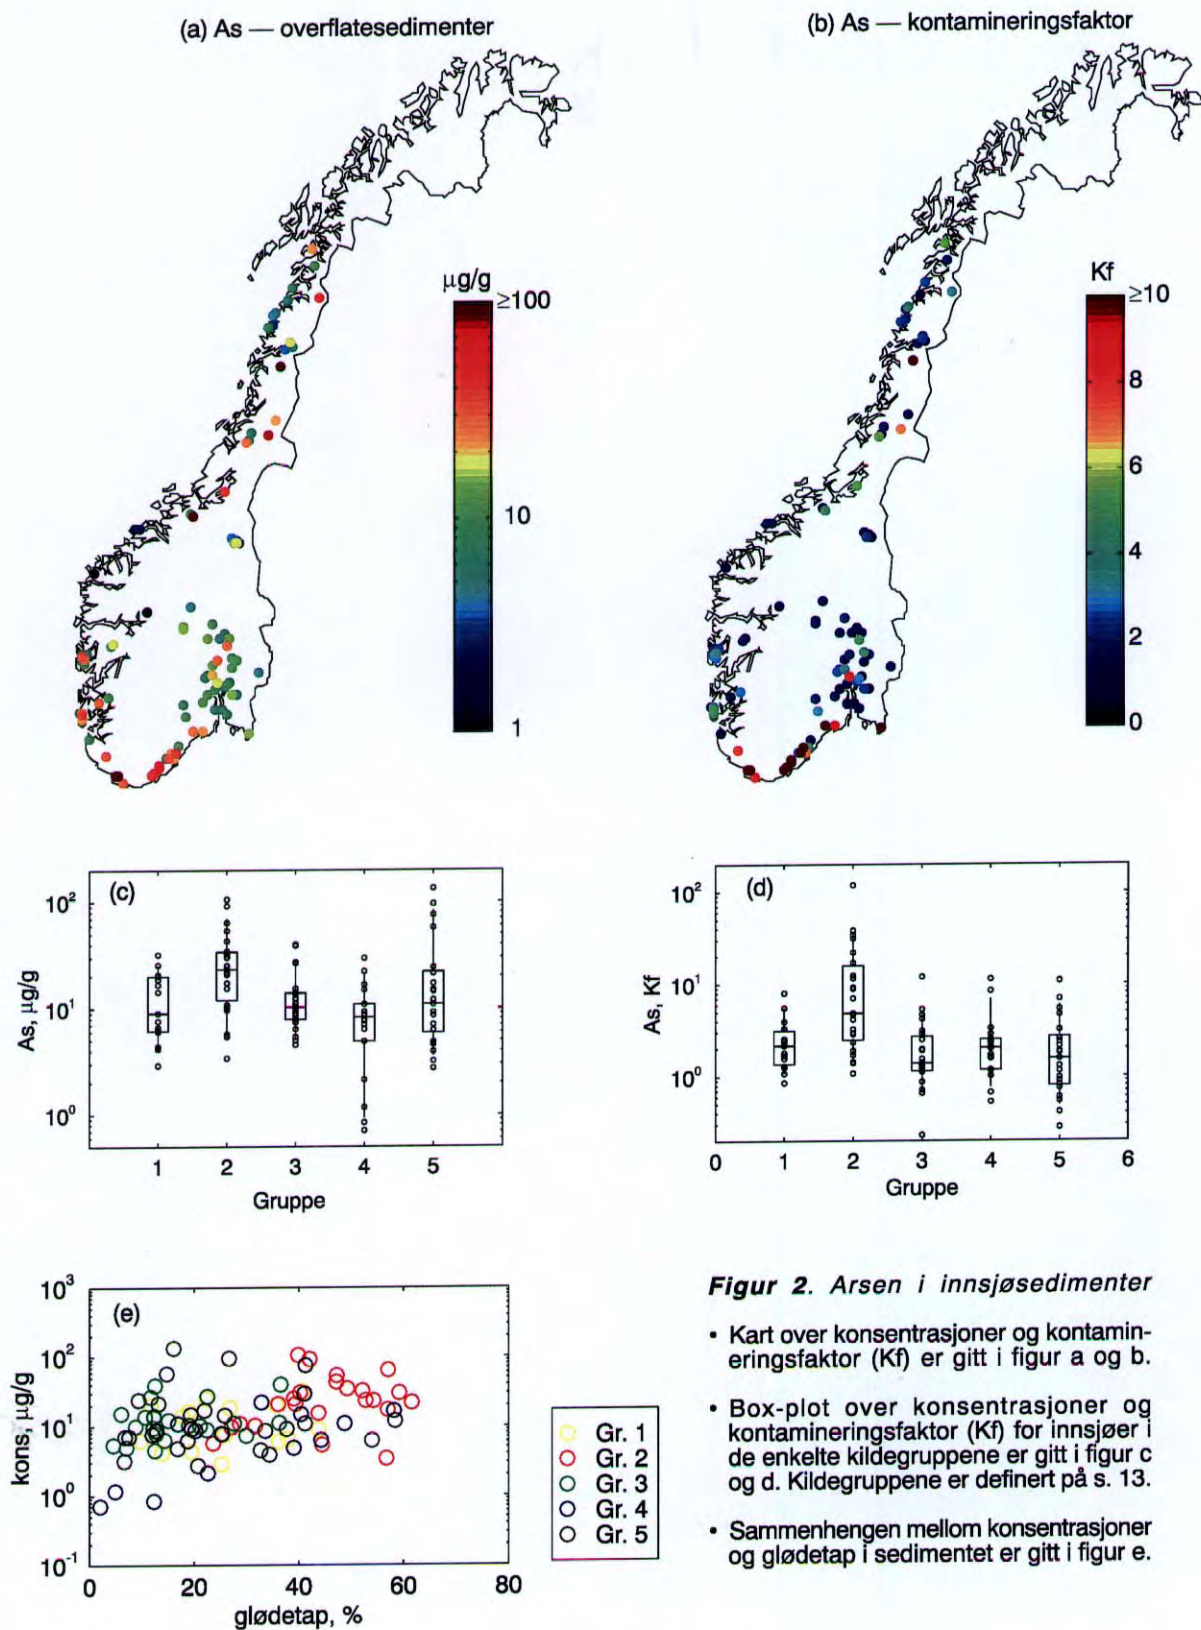 (a) As — overflatesedimenter
(b) As — kontamineringsfaktor
µg/g
≥100
10
1
Kf
≥10
8
6
4
2
0
(c)
As, µg/g
10²
10¹
10⁰
1 2 3 4 5
Gruppe
(d)
As, Kf
10²
10¹
10⁰
0 1 2 3 4 5 6
Gruppe
(e)
kons, µg/g
10³
10²
10¹
10⁰
10⁻¹
0 20 40 60 80
glødetap, %
Gr. 1
Gr. 2
Gr. 3
Gr. 4
Gr. 5
Figur 2. Arsen i innsjøsedimenter
• Kart over konsentrasjoner og kontamin-
eringsfaktor (Kf) er gitt i figur a og b.
• Box-plot over konsentrasjoner og
kontamineringsfaktor (Kf) for innsjøer i
de enkelte kildegruppene er gitt i figur c
og d. Kildegruppene er definert på s. 13.
• Sammenhengen mellom konsentrasjoner
og glødetap i sedimentet er gitt i figur e.